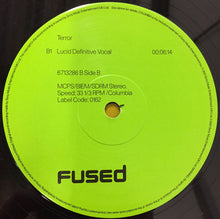 Terror
B1 Lucid Definitive Vocal 00:06:14
6713286 B Side B
MCPS/BIEM/SDRM Stereo.
Speed: 33 1/3 RPM /Columbia
Label Code: 0162
Fused